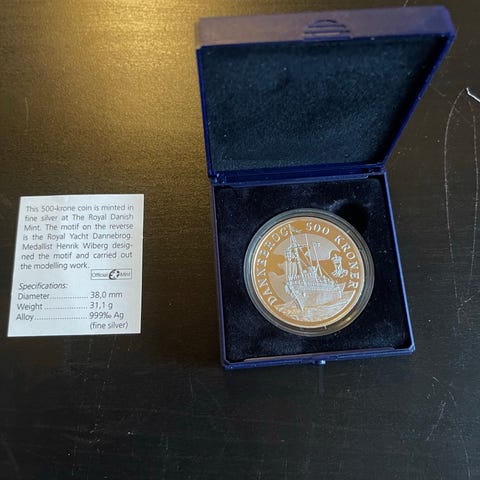 This 500-krone coin is minted in
fine silver at The Royal Danish
Mint. The motif on the reverse
is the Royal Yacht Dannebrog.
Medallist Henrik Wiberg desig-
ned the motif and carried out
the modelling work.
Official Mint
Specifications:
Diameter.................. 38,0 mm
Weight .................... 31,1 g
Alloy....................... 999‰ Ag
(fine silver)
DANNEBROG 500 KRONER